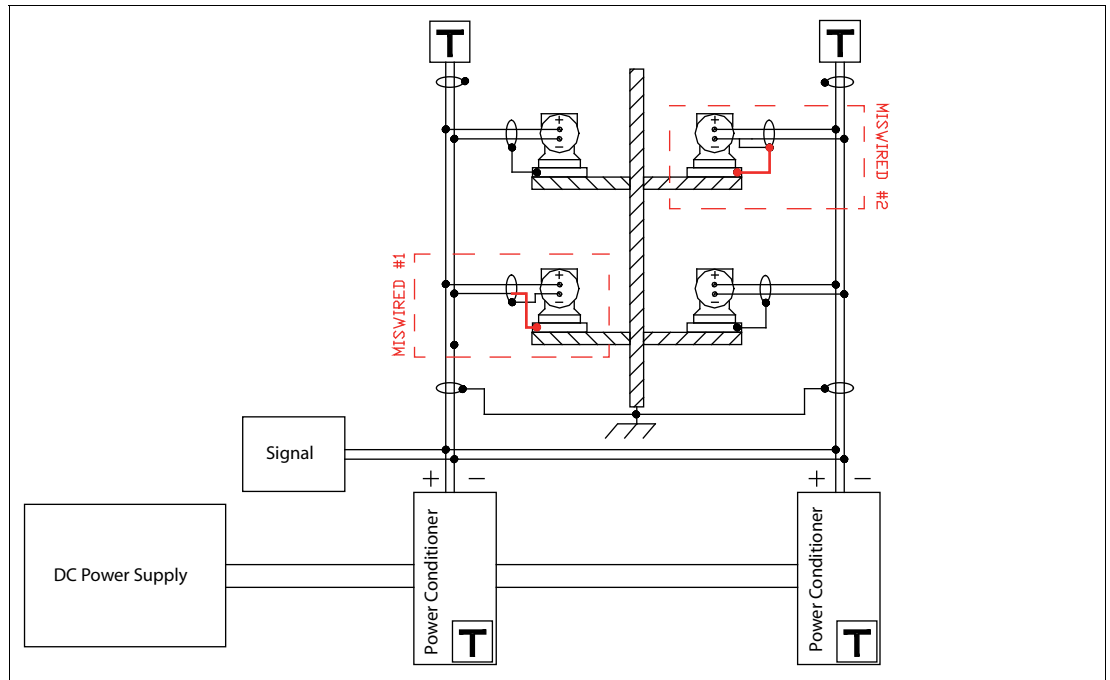 T
T
+
-
+
-
MISWIRED #2
MISWIRED #1
+
-
+
-
Signal
+ −
+ −
DC Power Supply
Power Conditioner
T
Power Conditioner
T